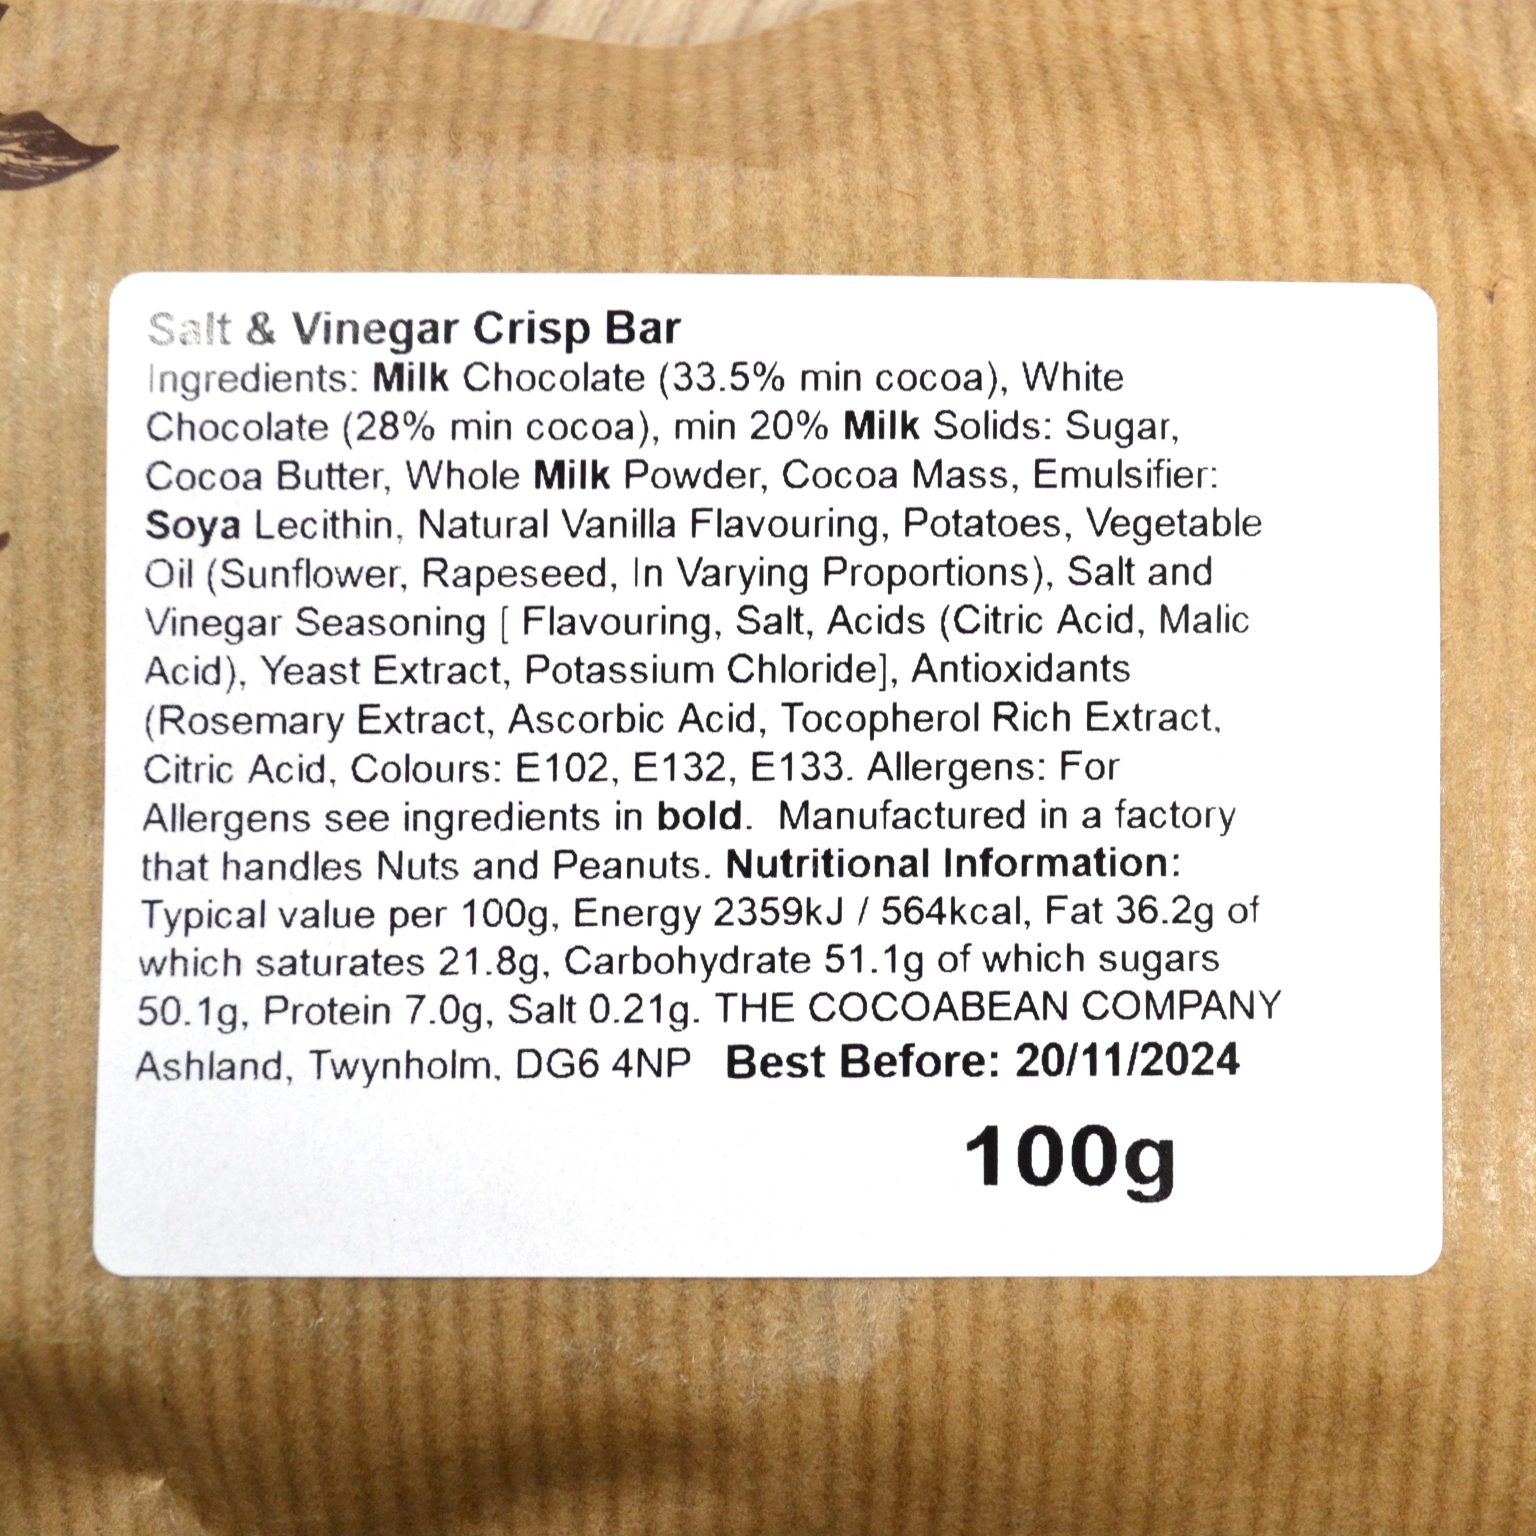 Salt & Vinegar Crisp Bar
Ingredients: Milk Chocolate (33.5% min cocoa), White
Chocolate (28% min cocoa), min 20% Milk Solids: Sugar,
Cocoa Butter, Whole Milk Powder, Cocoa Mass, Emulsifier:
Soya Lecithin, Natural Vanilla Flavouring, Potatoes, Vegetable
Oil (Sunflower, Rapeseed, In Varying Proportions), Salt and
Vinegar Seasoning [ Flavouring, Salt, Acids (Citric Acid, Malic
Acid), Yeast Extract, Potassium Chloride], Antioxidants
(Rosemary Extract, Ascorbic Acid, Tocopherol Rich Extract,
Citric Acid, Colours: E102, E132, E133. Allergens: For
Allergens see ingredients in bold.  Manufactured in a factory
that handles Nuts and Peanuts. Nutritional Information:
Typical value per 100g, Energy 2359kJ / 564kcal, Fat 36.2g of
which saturates 21.8g, Carbohydrate 51.1g of which sugars
50.1g, Protein 7.0g, Salt 0.21g. THE COCOABEAN COMPANY
Ashland, Twynholm, DG6 4NP  Best Before: 20/11/2024
100g